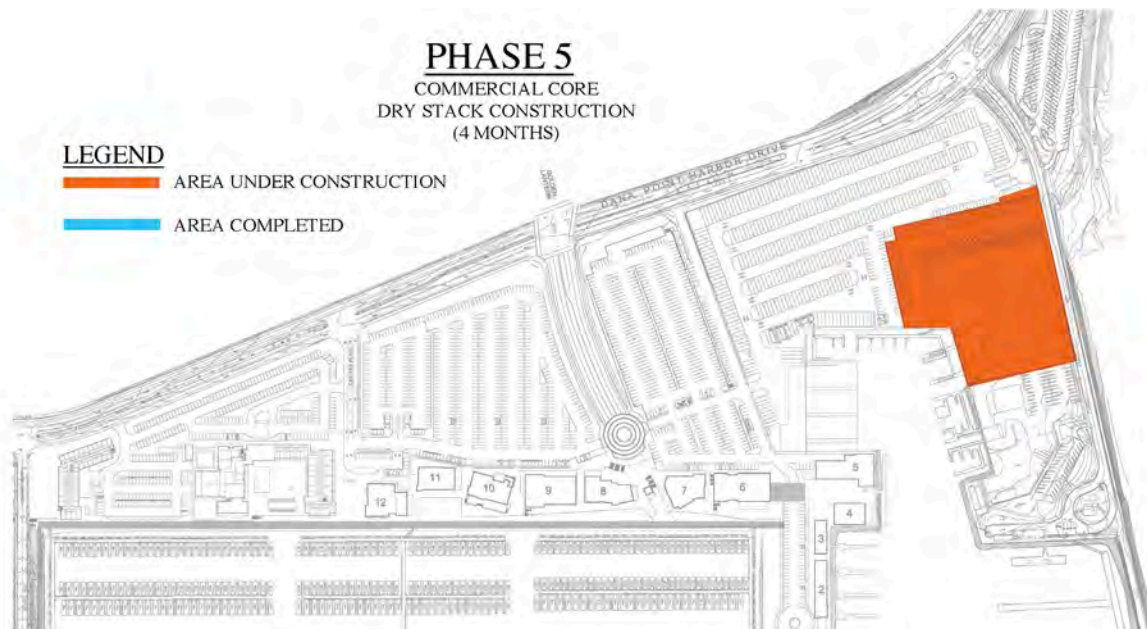 PHASE 5
COMMERCIAL CORE
DRY STACK CONSTRUCTION
(4 MONTHS)
LEGEND
AREA UNDER CONSTRUCTION
AREA COMPLETED
DANA POINT HARBOR DRIVE
12
11
10
9
8
7
6
5
4
3
2